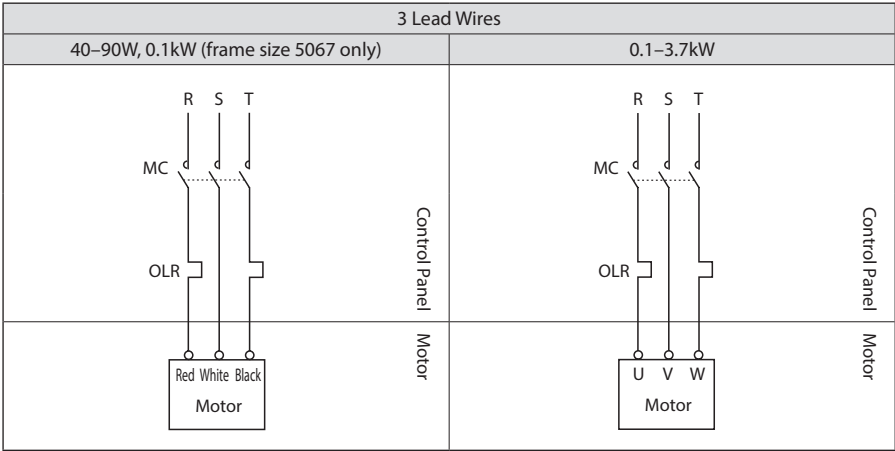 3 Lead Wires
40–90W, 0.1kW (frame size 5067 only)
0.1–3.7kW
R S T
MC
OLR
Control Panel
Red White Black
Motor
Motor
R S T
MC
OLR
Control Panel
U V W
Motor
Motor